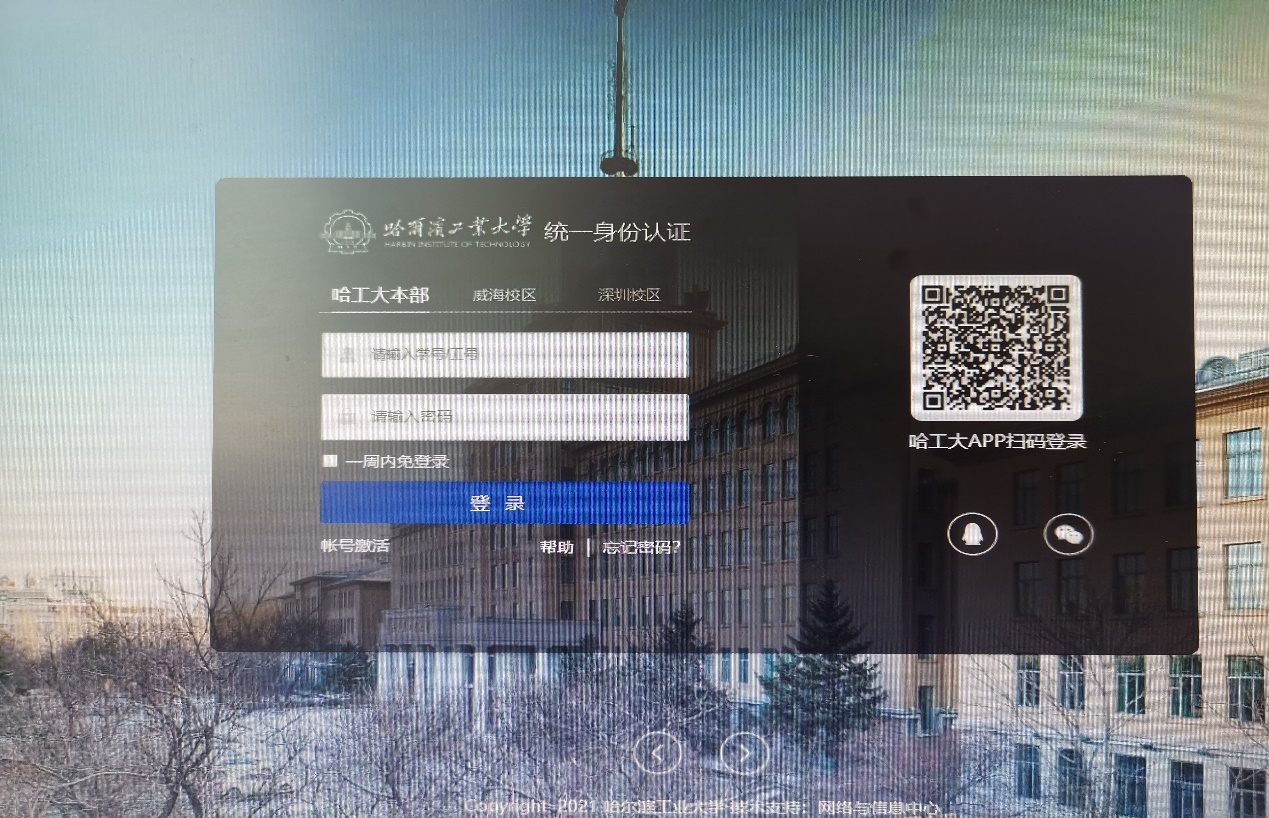 哈爾濱工業大學 统一身份认证
HARBIN INSTITUTE OF TECHNOLOGY
哈工大本部 威海校区 深圳校区
请输入学号/工号
请输入密码
一周内免登录
登 录
帐号激活 帮助 | 忘记密码?
哈工大APP扫码登录
Copyright 2021 哈尔滨工业大学 技术支持：网络与信息中心